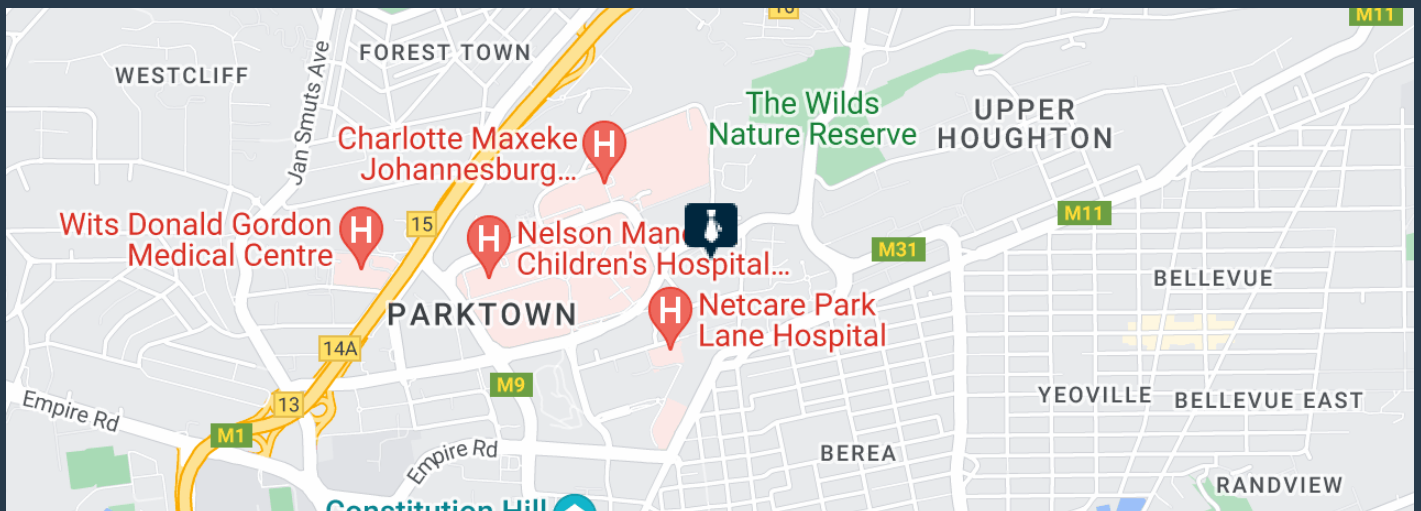 16
M11
FOREST TOWN
WESTCLIFF
Jan Smuts Ave
The Wilds
Nature Reserve
UPPER
HOUGHTON
Charlotte Maxeke
Johannesburg...
H
Wits Donald Gordon
Medical Centre
H
15
H
Nelson Man
Children's Hospital...
M11
M31
BELLEVUE
PARKTOWN
H
Netcare Park
Lane Hospital
14A
M9
YEOVILLE
BELLEVUE EAST
Empire Rd
13
M1
Empire Rd
BEREA
RANDVIEW
Constitution Hill